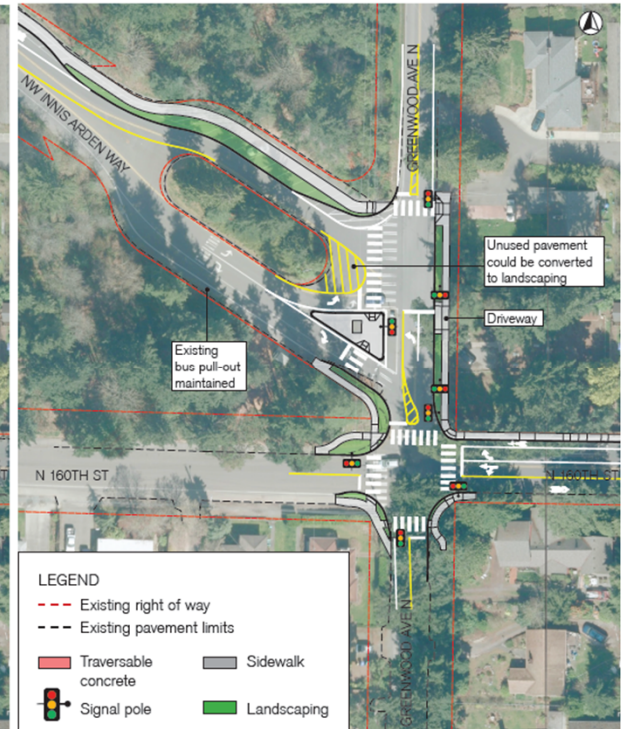 GREENWOOD AVE N
NW INNIS ARDEN WAY
Unused pavement
could be converted
to landscaping
Driveway
Existing
bus pull-out
maintained
N 160TH ST
N 160TH ST
GREENWOOD AVE N
LEGEND
Existing right of way
Existing pavement limits
Traversable
concrete
Sidewalk
Signal pole
Landscaping